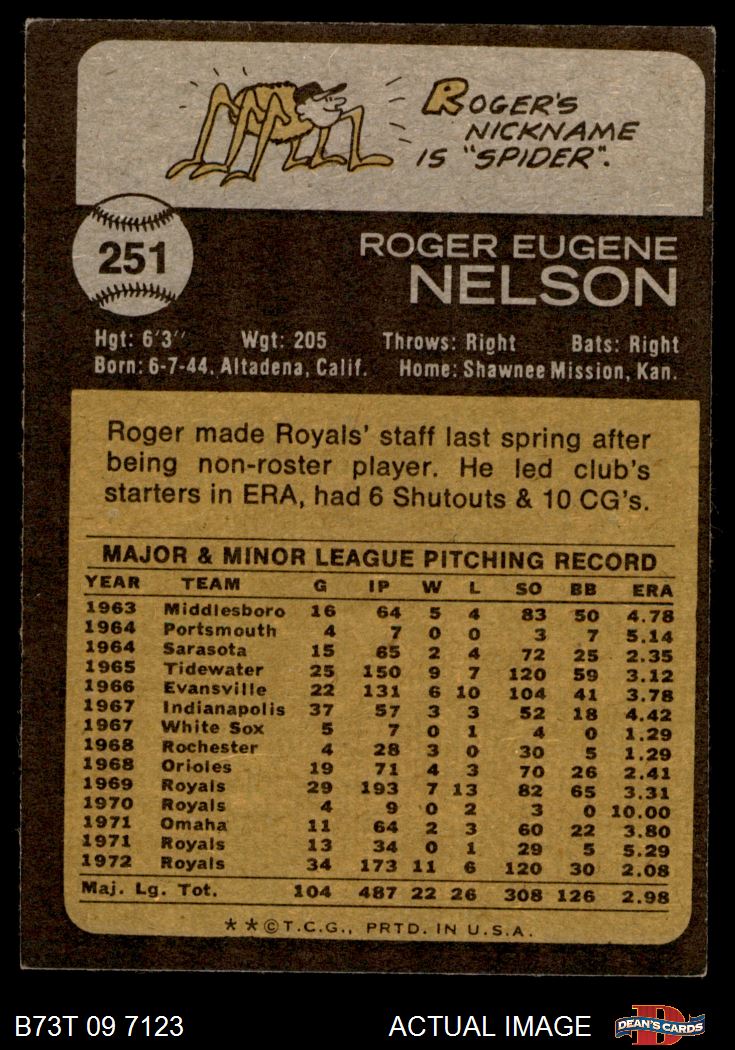 ROGER'S
NICKNAME
IS "SPIDER".
251
ROGER EUGENE
NELSON
Hgt: 6'3'' Wgt: 205 Throws: Right Bats: Right
Born: 6-7-44, Altadena, Calif. Home: Shawnee Mission, Kan.
Roger made Royals' staff last spring after
being non-roster player. He led club's
starters in ERA, had 6 Shutouts & 10 CG's.
MAJOR & MINOR LEAGUE PITCHING RECORD
YEAR TEAM G IP W L SO BB ERA
1963 Middlesboro 16 64 5 4 83 50 4.78
1964 Portsmouth 4 7 0 0 3 7 5.14
1964 Sarasota 15 65 2 4 72 25 2.35
1965 Tidewater 25 150 9 7 120 59 3.12
1966 Evansville 22 131 6 10 104 41 3.78
1967 Indianapolis 37 57 3 3 52 18 4.42
1967 White Sox 5 7 0 1 4 0 1.29
1968 Rochester 4 28 3 0 30 5 1.29
1968 Orioles 19 71 4 3 70 26 2.41
1969 Royals 29 193 7 13 82 65 3.31
1970 Royals 4 9 0 2 3 0 10.00
1971 Omaha 11 64 2 3 60 22 3.80
1971 Royals 13 34 0 1 29 5 5.29
1972 Royals 34 173 11 6 120 30 2.08
Maj. Lg. Tot. 104 487 22 26 308 126 2.98
**©T.C.G., PRTD. IN U.S.A.
B73T 09 7123 ACTUAL IMAGE
D
DEAN'S CARDS